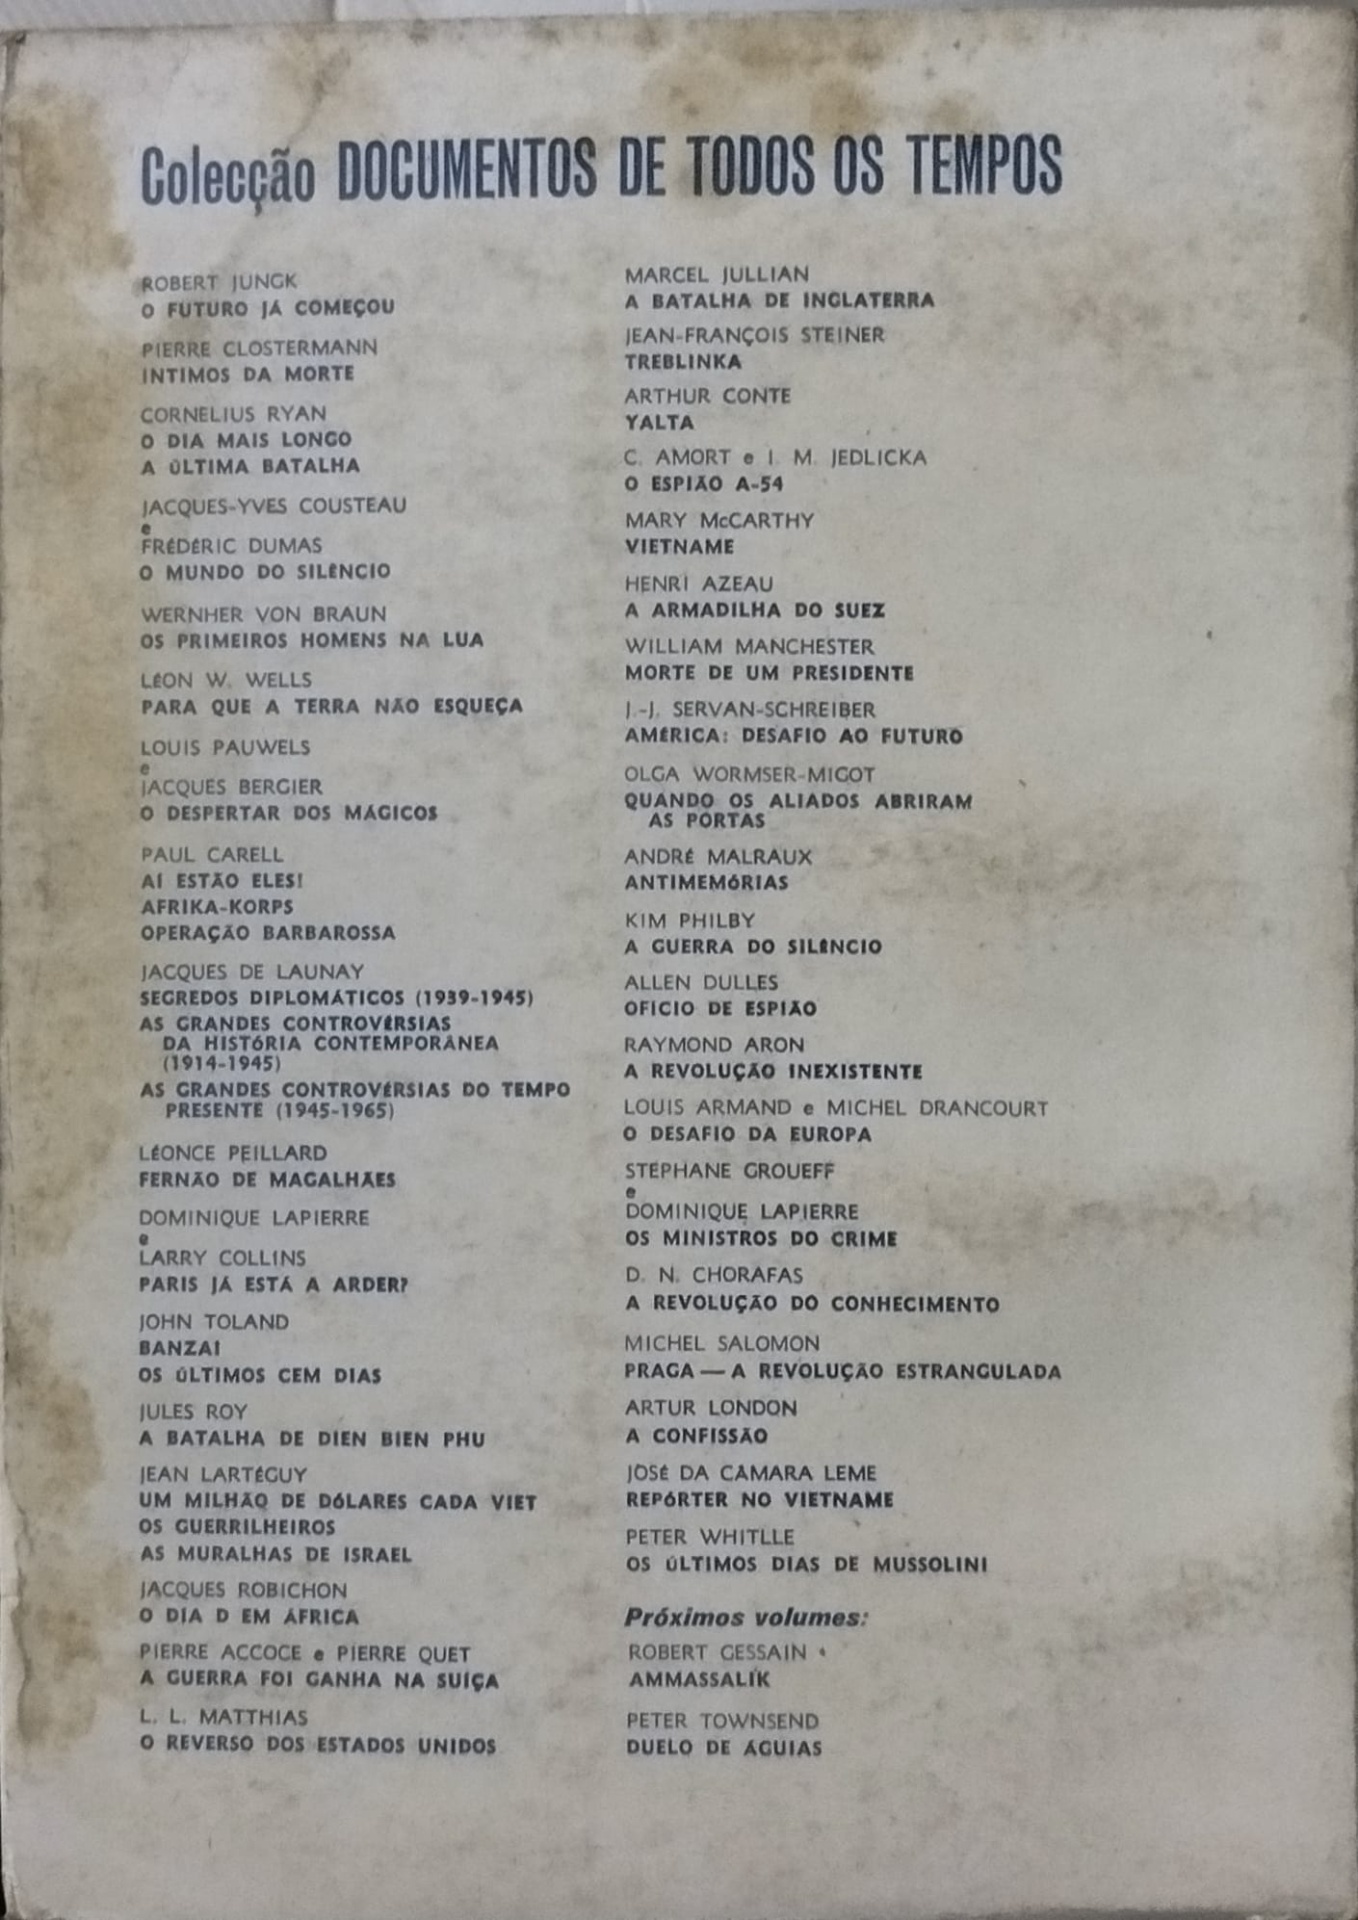 Colecção DOCUMENTOS DE TODOS OS TEMPOS
ROBERT JUNGK
O FUTURO JÁ COMEÇOU
PIERRE CLOSTERMANN
INTIMOS DA MORTE
CORNELIUS RYAN
O DIA MAIS LONGO
A ÚLTIMA BATALHA
JACQUES-YVES COUSTEAU
e
FRÉDÉRIC DUMAS
O MUNDO DO SILÊNCIO
WERNHER VON BRAUN
OS PRIMEIROS HOMENS NA LUA
LÉON W. WELLS
PARA QUE A TERRA NÃO ESQUEÇA
LOUIS PAUWELS
e
JACQUES BERGIER
O DESPERTAR DOS MÁGICOS
PAUL CARELL
AI ESTÃO ELES!
AFRIKA-KORPS
OPERAÇÃO BARBAROSSA
JACQUES DE LAUNAY
SEGREDOS DIPLOMÁTICOS (1939-1945)
AS GRANDES CONTROVÉRSIAS
DA HISTÓRIA CONTEMPORÂNEA
(1914-1945)
AS GRANDES CONTROVÉRSIAS DO TEMPO
PRESENTE (1945-1965)
LÉONCE PEILLARD
FERNÃO DE MAGALHÃES
DOMINIQUE LAPIERRE
e
LARRY COLLINS
PARIS JÁ ESTÁ A ARDER?
JOHN TOLAND
BANZAI
OS ÚLTIMOS CEM DIAS
JULES ROY
A BATALHA DE DIEN BIEN PHU
JEAN LARTÉGUY
UM MILHÃO DE DÓLARES CADA VIET
OS GUERRILHEIROS
AS MURALHAS DE ISRAEL
JACQUES ROBICHON
O DIA D EM ÁFRICA
PIERRE ACCOCE e PIERRE QUET
A GUERRA FOI GANHA NA SUÍÇA
L. L. MATTHIAS
O REVERSO DOS ESTADOS UNIDOS
MARCEL JULLIAN
A BATALHA DE INGLATERRA
JEAN-FRANÇOIS STEINER
TREBLINKA
ARTHUR CONTE
YALTA
C. AMORT e I. M. JEDLICKA
O ESPIÃO A-54
MARY McCARTHY
VIETNAME
HENRI AZEAU
A ARMADILHA DO SUEZ
WILLIAM MANCHESTER
MORTE DE UM PRESIDENTE
J.-J. SERVAN-SCHREIBER
AMÉRICA: DESAFIO AO FUTURO
OLGA WORMSER-MIGOT
QUANDO OS ALIADOS ABRIRAM
AS PORTAS
ANDRÉ MALRAUX
ANTIMEMÓRIAS
KIM PHILBY
A GUERRA DO SILÊNCIO
ALLEN DULLES
OFICIO DE ESPIÃO
RAYMOND ARON
A REVOLUÇÃO INEXISTENTE
LOUIS ARMAND e MICHEL DRANCOURT
O DESAFIO DA EUROPA
STÉPHANE GROUEFF
e
DOMINIQUE LAPIERRE
OS MINISTROS DO CRIME
D. N. CHORAFAS
A REVOLUÇÃO DO CONHECIMENTO
MICHEL SALOMON
PRAGA — A REVOLUÇÃO ESTRANGULADA
ARTUR LONDON
A CONFISSÃO
JOSÉ DA CÂMARA LEME
REPÓRTER NO VIETNAME
PETER WHITLLE
OS ÚLTIMOS DIAS DE MUSSOLINI
Próximos volumes:
ROBERT GESSAIN
AMMASSALIK
PETER TOWNSEND
DUELO DE ÁGUIAS